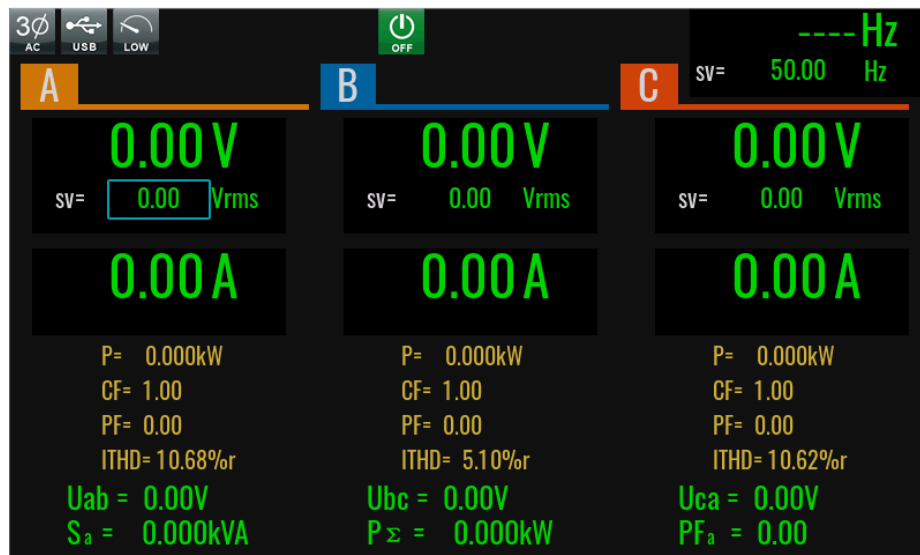 3Ø AC USB LOW OFF ----Hz
sv= 50.00 Hz
A B C
0.00 V 0.00 V 0.00 V
sv= 0.00 Vrms sv= 0.00 Vrms sv= 0.00 Vrms
0.00 A 0.00 A 0.00 A
P= 0.000kW P= 0.000kW P= 0.000kW
CF= 1.00 CF= 1.00 CF= 1.00
PF= 0.00 PF= 0.00 PF= 0.00
ITHD= 10.68%r ITHD= 5.10%r ITHD= 10.62%r
Uab = 0.00V Ubc = 0.00V Uca = 0.00V
Sa = 0.000kVA PΣ = 0.000kW PFa = 0.00